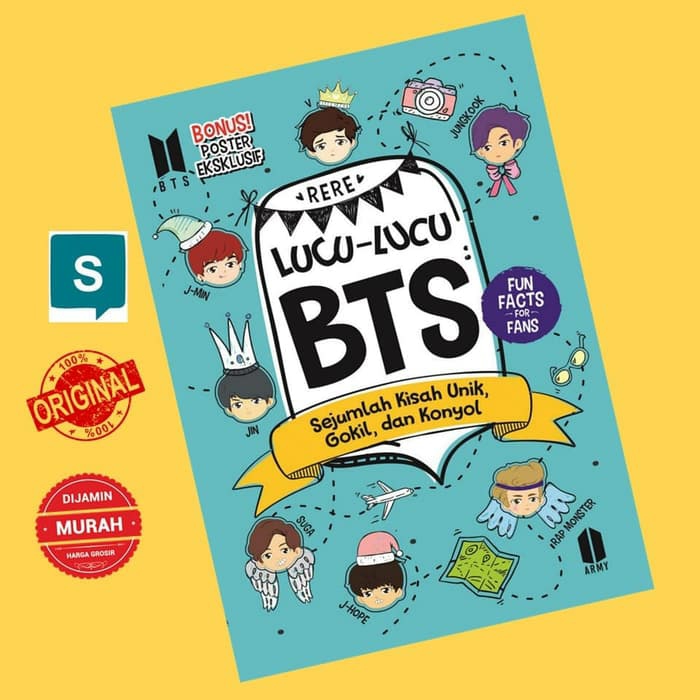 BONUS!
POSTER
EKSKLUSIF
BTS
V
JUNGKOOK
RERE
LUCU-LUCU
BTS
J-MIN
FUN
FACTS
FOR
FANS
JIN
Sejumlah Kisah Unik,
Gokil, dan Konyol
SUGA
J-HOPE
RAP MONSTER
ARMY
S
100%
ORIGINAL
100%
DIJAMIN
MURAH
HARGA GROSIR